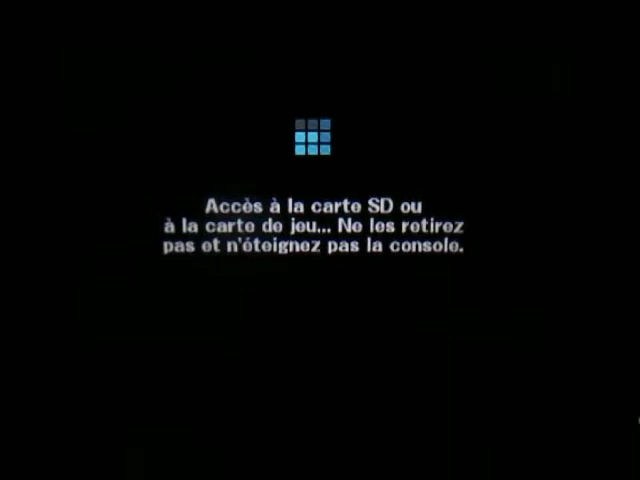 Accès à la carte SD ou
à la carte de jeu... Ne les retirez
pas et n'éteignez pas la console.